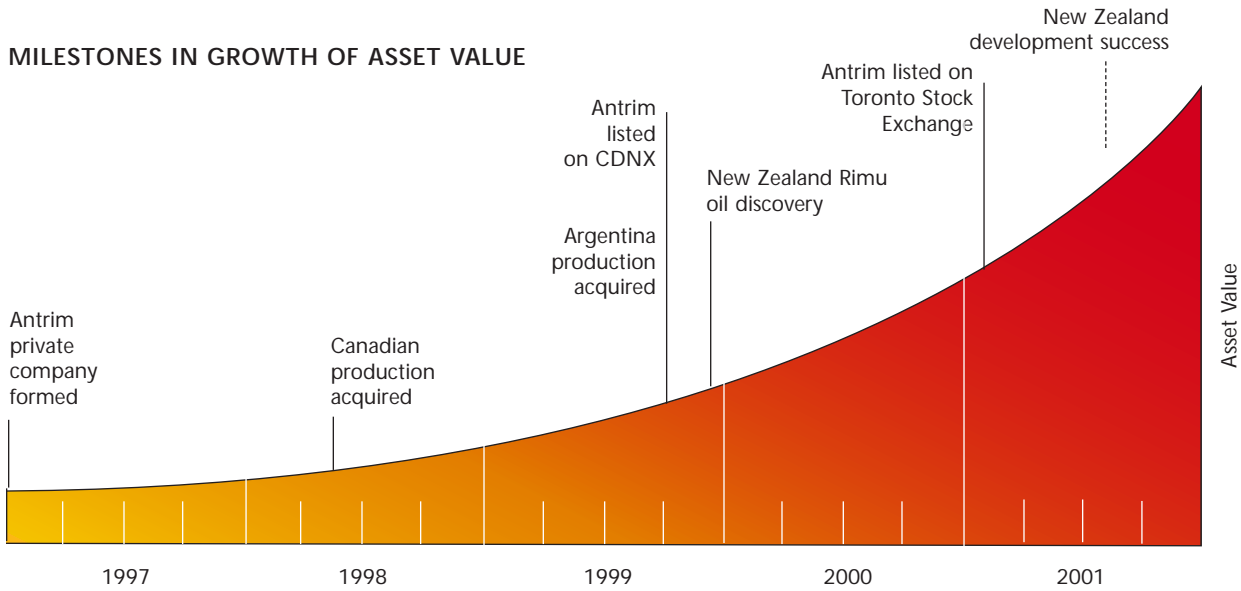 MILESTONES IN GROWTH OF ASSET VALUE
Antrim
private
company
formed
Canadian
production
acquired
Antrim
listed
on CDNX
Argentina
production
acquired
New Zealand Rimu
oil discovery
Antrim listed on
Toronto Stock
Exchange
New Zealand
development success
Asset Value
1997
1998
1999
2000
2001